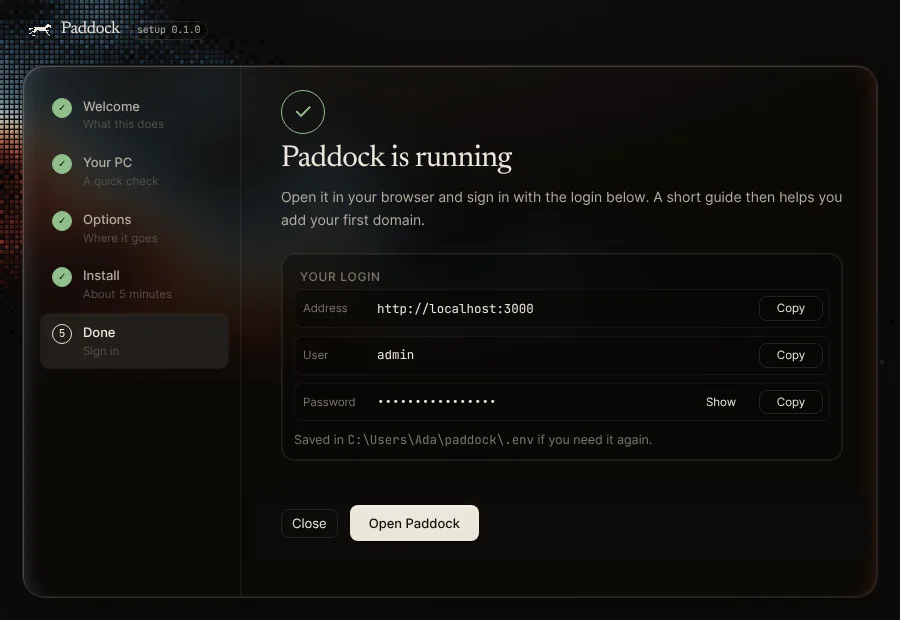 Paddock setup 0.1.0
✓ Welcome
What this does
✓ Your PC
A quick check
✓ Options
Where it goes
✓ Install
About 5 minutes
5 Done
Sign in
Paddock is running
Open it in your browser and sign in with the login below. A short guide then helps you
add your first domain.
YOUR LOGIN
Address http://localhost:3000 Copy
User admin Copy
Password •••••••••••••••• Show Copy
Saved in C:\Users\Ada\paddock\.env if you need it again.
Close Open Paddock